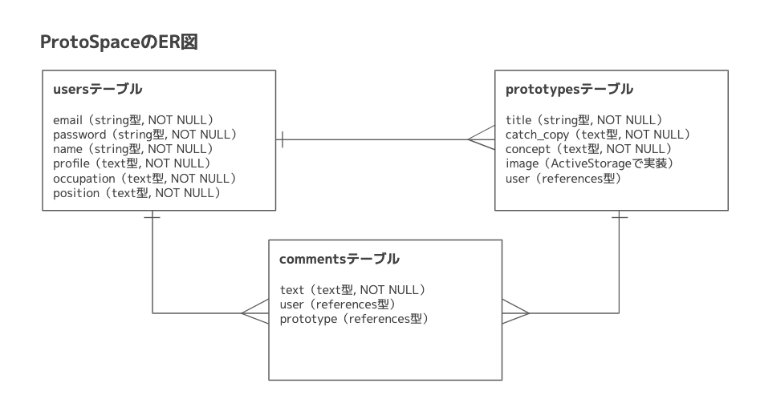 ProtoSpaceのER図
usersテーブル
email（string型, NOT NULL）
password（string型, NOT NULL）
name（string型, NOT NULL）
profile（text型, NOT NULL）
occupation（text型, NOT NULL）
position（text型, NOT NULL）
prototypesテーブル
title（string型, NOT NULL）
catch_copy（text型, NOT NULL）
concept（text型, NOT NULL）
image（ActiveStorageで実装）
user（references型）
commentsテーブル
text（text型, NOT NULL）
user（references型）
prototype（references型）